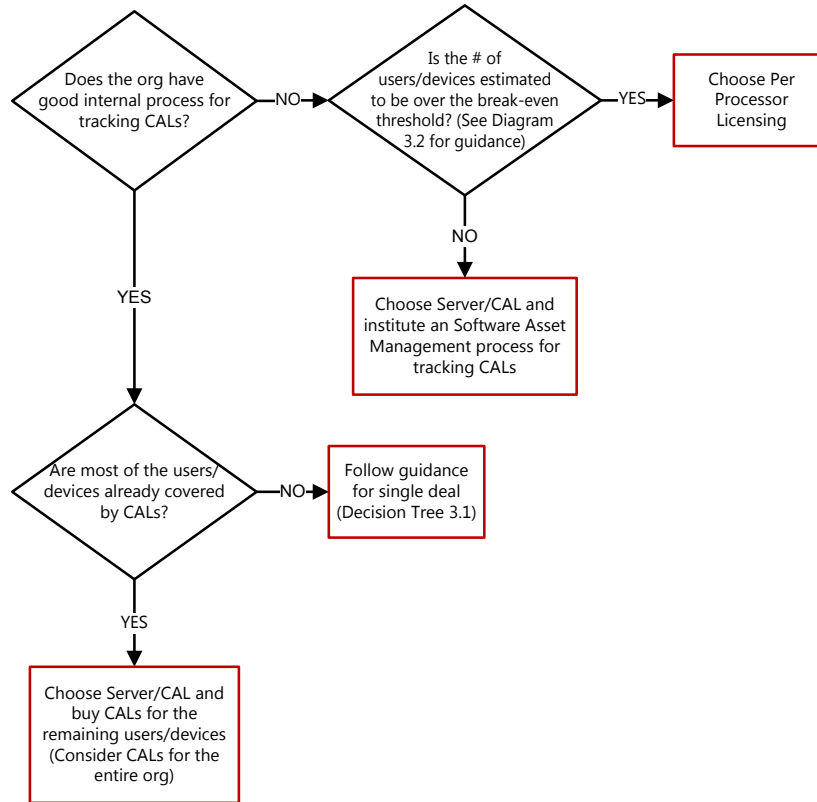 Does the org have
good internal process for
tracking CALs?
NO
Is the # of
users/devices estimated
to be over the break-even
threshold? (See Diagram
3.2 for guidance)
YES
Choose Per
Processor
Licensing
NO
Choose Server/CAL and
institute an Software Asset
Management process for
tracking CALs
YES
Are most of the users/
devices already covered
by CALs?
NO
Follow guidance
for single deal
(Decision Tree 3.1)
YES
Choose Server/CAL and
buy CALs for the
remaining users/devices
(Consider CALs for the
entire org)